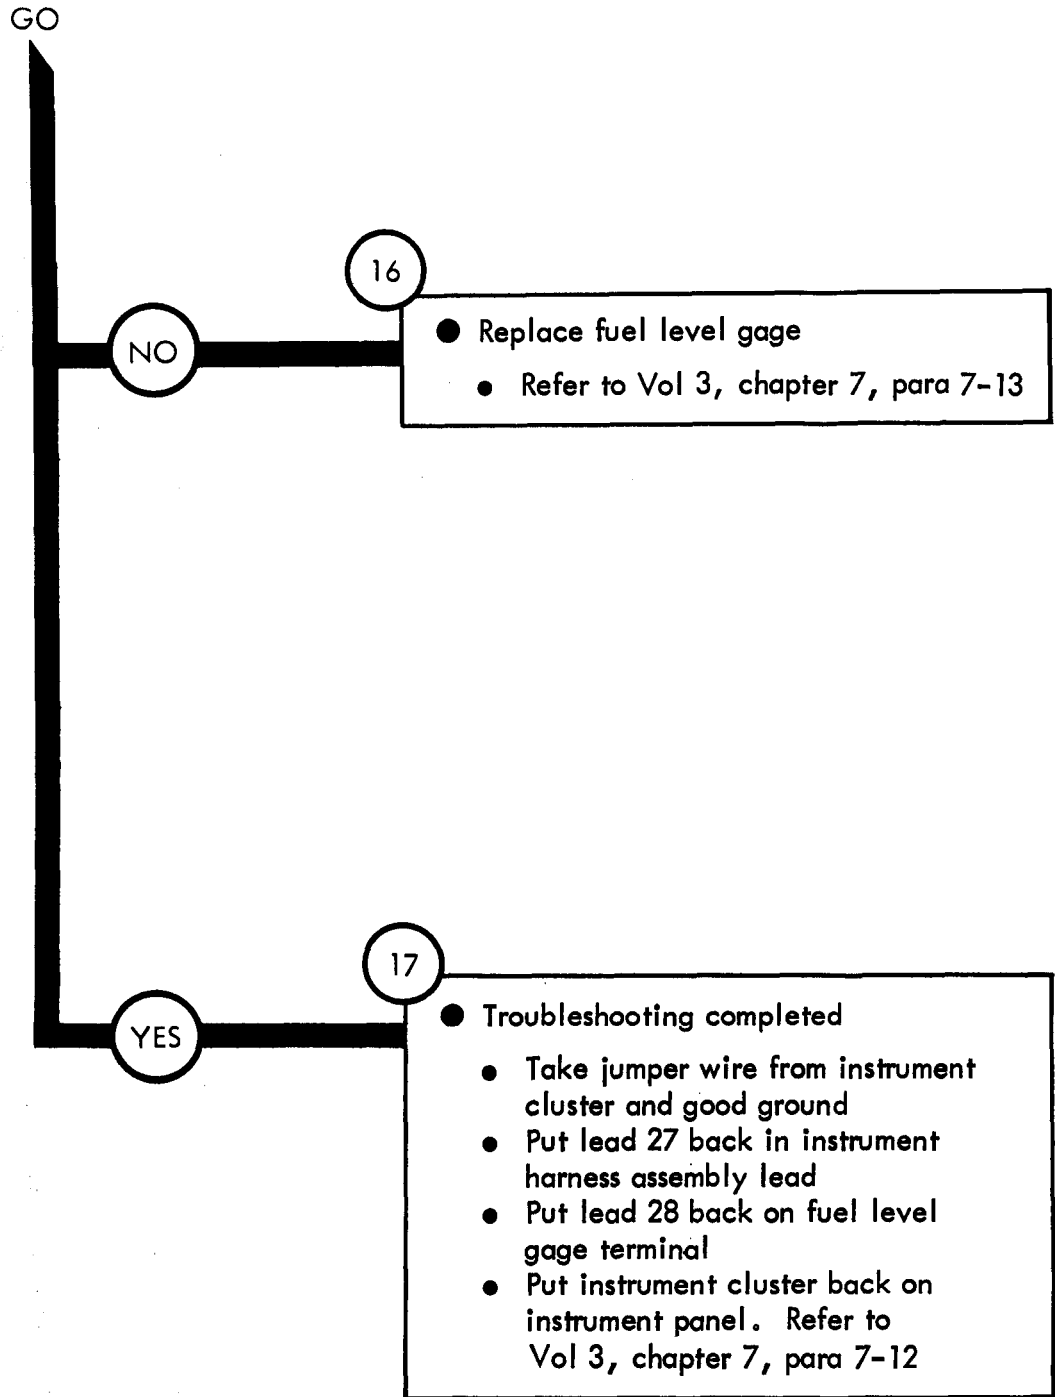 GO
16
NO
● Replace fuel level gage
● Refer to Vol 3, chapter 7, para 7-13
17
YES
● Troubleshooting completed
● Take jumper wire from instrument
cluster and good ground
● Put lead 27 back in instrument
harness assembly lead
● Put lead 28 back on fuel level
gage terminal
● Put instrument cluster back on
instrument panel. Refer to
Vol 3, chapter 7, para 7-12